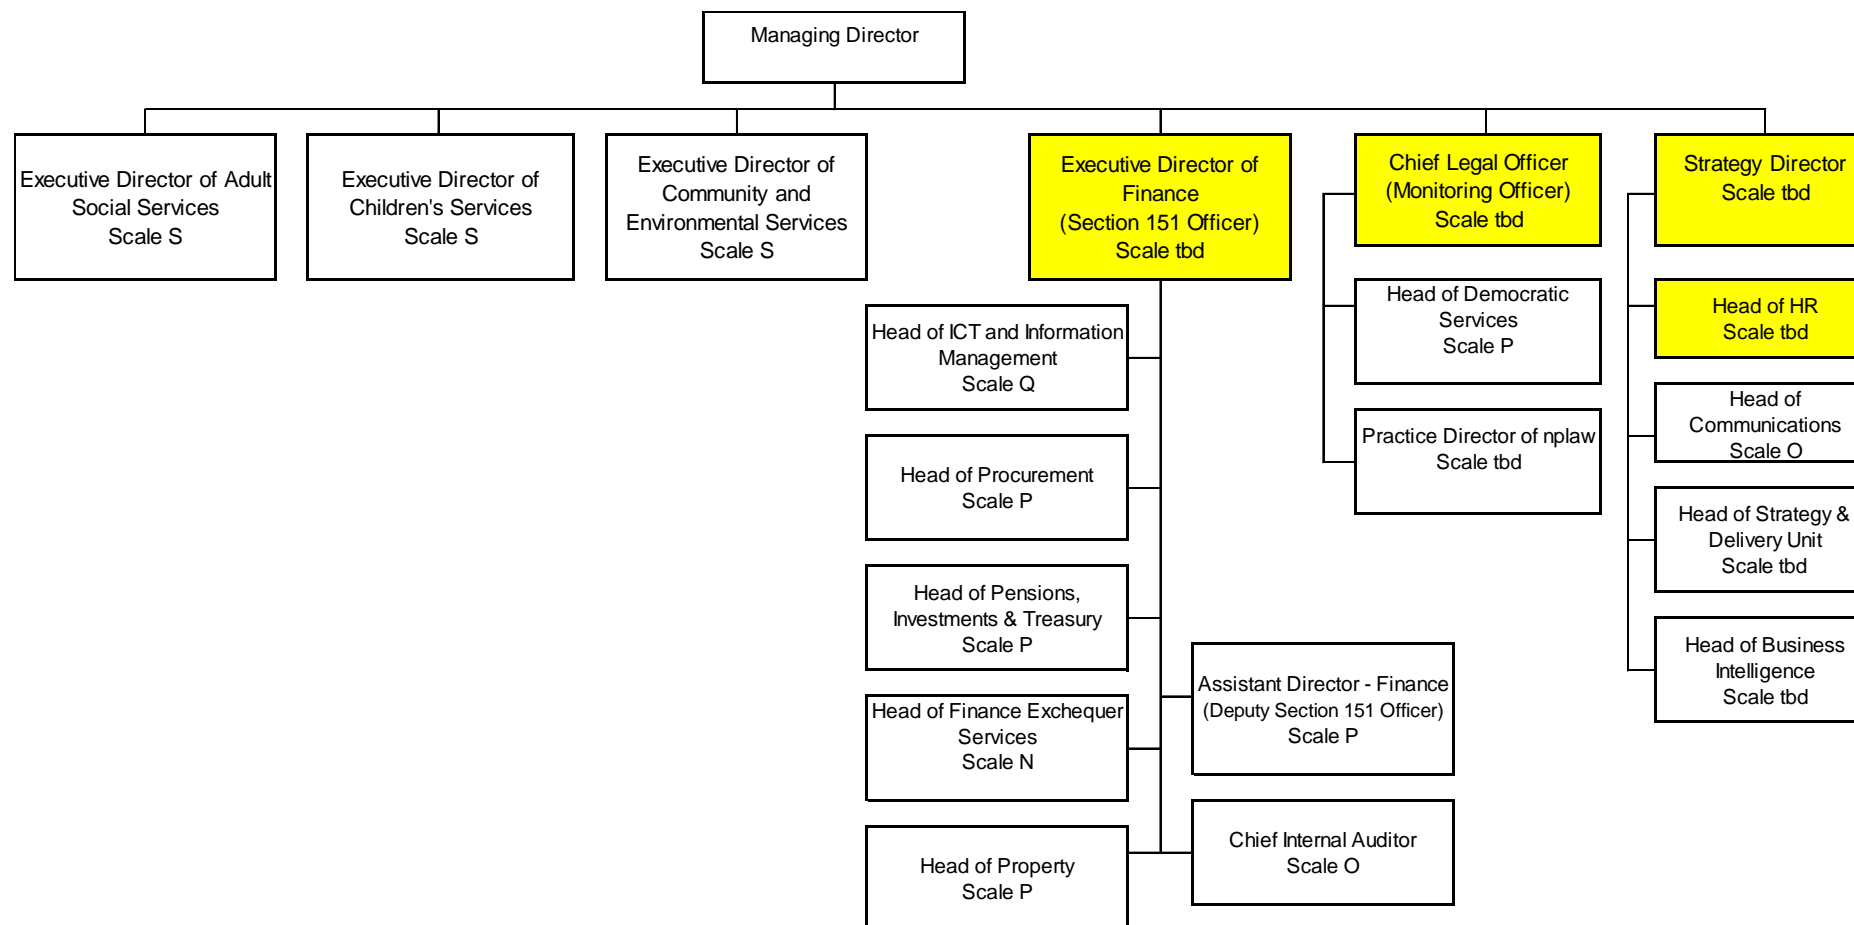 Managing Director
Executive Director of Adult
Social Services
Scale S
Executive Director of
Children's Services
Scale S
Executive Director of
Community and
Environmental Services
Scale S
Executive Director of
Finance
(Section 151 Officer)
Scale tbd
Chief Legal Officer
(Monitoring Officer)
Scale tbd
Strategy Director
Scale tbd
Head of ICT and Information
Management
Scale Q
Head of Procurement
Scale P
Head of Pensions,
Investments & Treasury
Scale P
Head of Finance Exchequer
Services
Scale N
Head of Property
Scale P
Assistant Director - Finance
(Deputy Section 151 Officer)
Scale P
Chief Internal Auditor
Scale O
Head of Democratic
Services
Scale P
Practice Director of nplaw
Scale tbd
Head of HR
Scale tbd
Head of
Communications
Scale O
Head of Strategy &
Delivery Unit
Scale tbd
Head of Business
Intelligence
Scale tbd